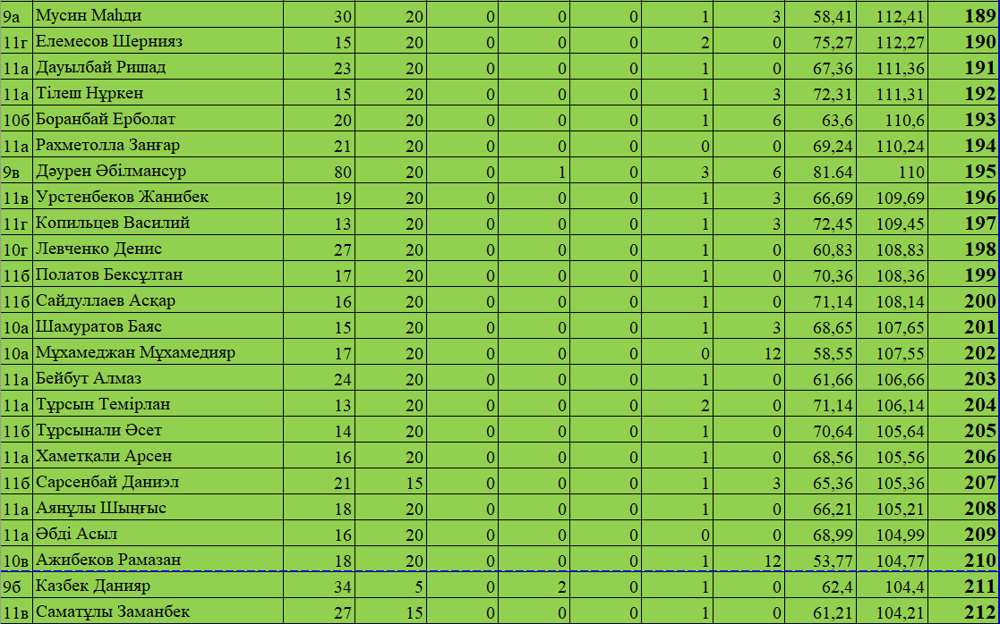 9а Мусин Маһди 30 20 0 0 0 1 3 58,41 112,41 189
11г Елемесов Шернияз 15 20 0 0 0 2 0 75,27 112,27 190
11а Дауылбай Ришад 23 20 0 0 0 1 0 67,36 111,36 191
11а Тілеш Нұркен 15 20 0 0 0 1 3 72,31 111,31 192
10б Боранбай Ерболат 20 20 0 0 0 1 6 63,6 110,6 193
11а Рахметолла Занғар 21 20 0 0 0 0 0 69,24 110,24 194
9в Дәурен Әбілмансур 80 20 0 1 0 3 6 81.64 110 195
11в Урстенбеков Жанибек 19 20 0 0 0 1 3 66,69 109,69 196
11г Копильцев Василий 13 20 0 0 0 1 3 72,45 109,45 197
10г Левченко Денис 27 20 0 0 0 1 0 60,83 108,83 198
11б Полатов Бексұлтан 17 20 0 0 0 1 0 70,36 108,36 199
11б Сайдуллаев Асқар 16 20 0 0 0 1 0 71,14 108,14 200
10а Шамуратов Баяс 15 20 0 0 0 1 3 68,65 107,65 201
10а Мұхамеджан Мұхамедияр 17 20 0 0 0 0 12 58,55 107,55 202
11а Бейбут Алмаз 24 20 0 0 0 1 0 61,66 106,66 203
11а Тұрсын Темірлан 13 20 0 0 0 2 0 71,14 106,14 204
11б Тұрсынали Әсет 14 20 0 0 0 1 0 70,64 105,64 205
11а Хаметқали Арсен 16 20 0 0 0 1 0 68,56 105,56 206
11б Сарсенбай Даниэл 21 15 0 0 0 1 3 65,36 105,36 207
11а Аянұлы Шыңғыс 18 20 0 0 0 1 0 66,21 105,21 208
11а Әбді Асыл 16 20 0 0 0 0 0 68,99 104,99 209
10в Ажибеков Рамазан 18 20 0 0 0 1 12 53,77 104,77 210
9б Казбек Данияр 34 5 0 2 0 1 0 62,4 104,4 211
11в Саматұлы Заманбек 27 15 0 0 0 1 0 61,21 104,21 212